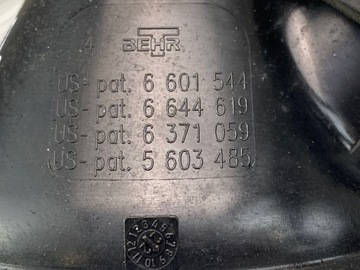 4 BEHR
US- pat. 6 601 544
US- pat. 6 644 619
US- pat. 6 371 059
US- pat. 5 603 485